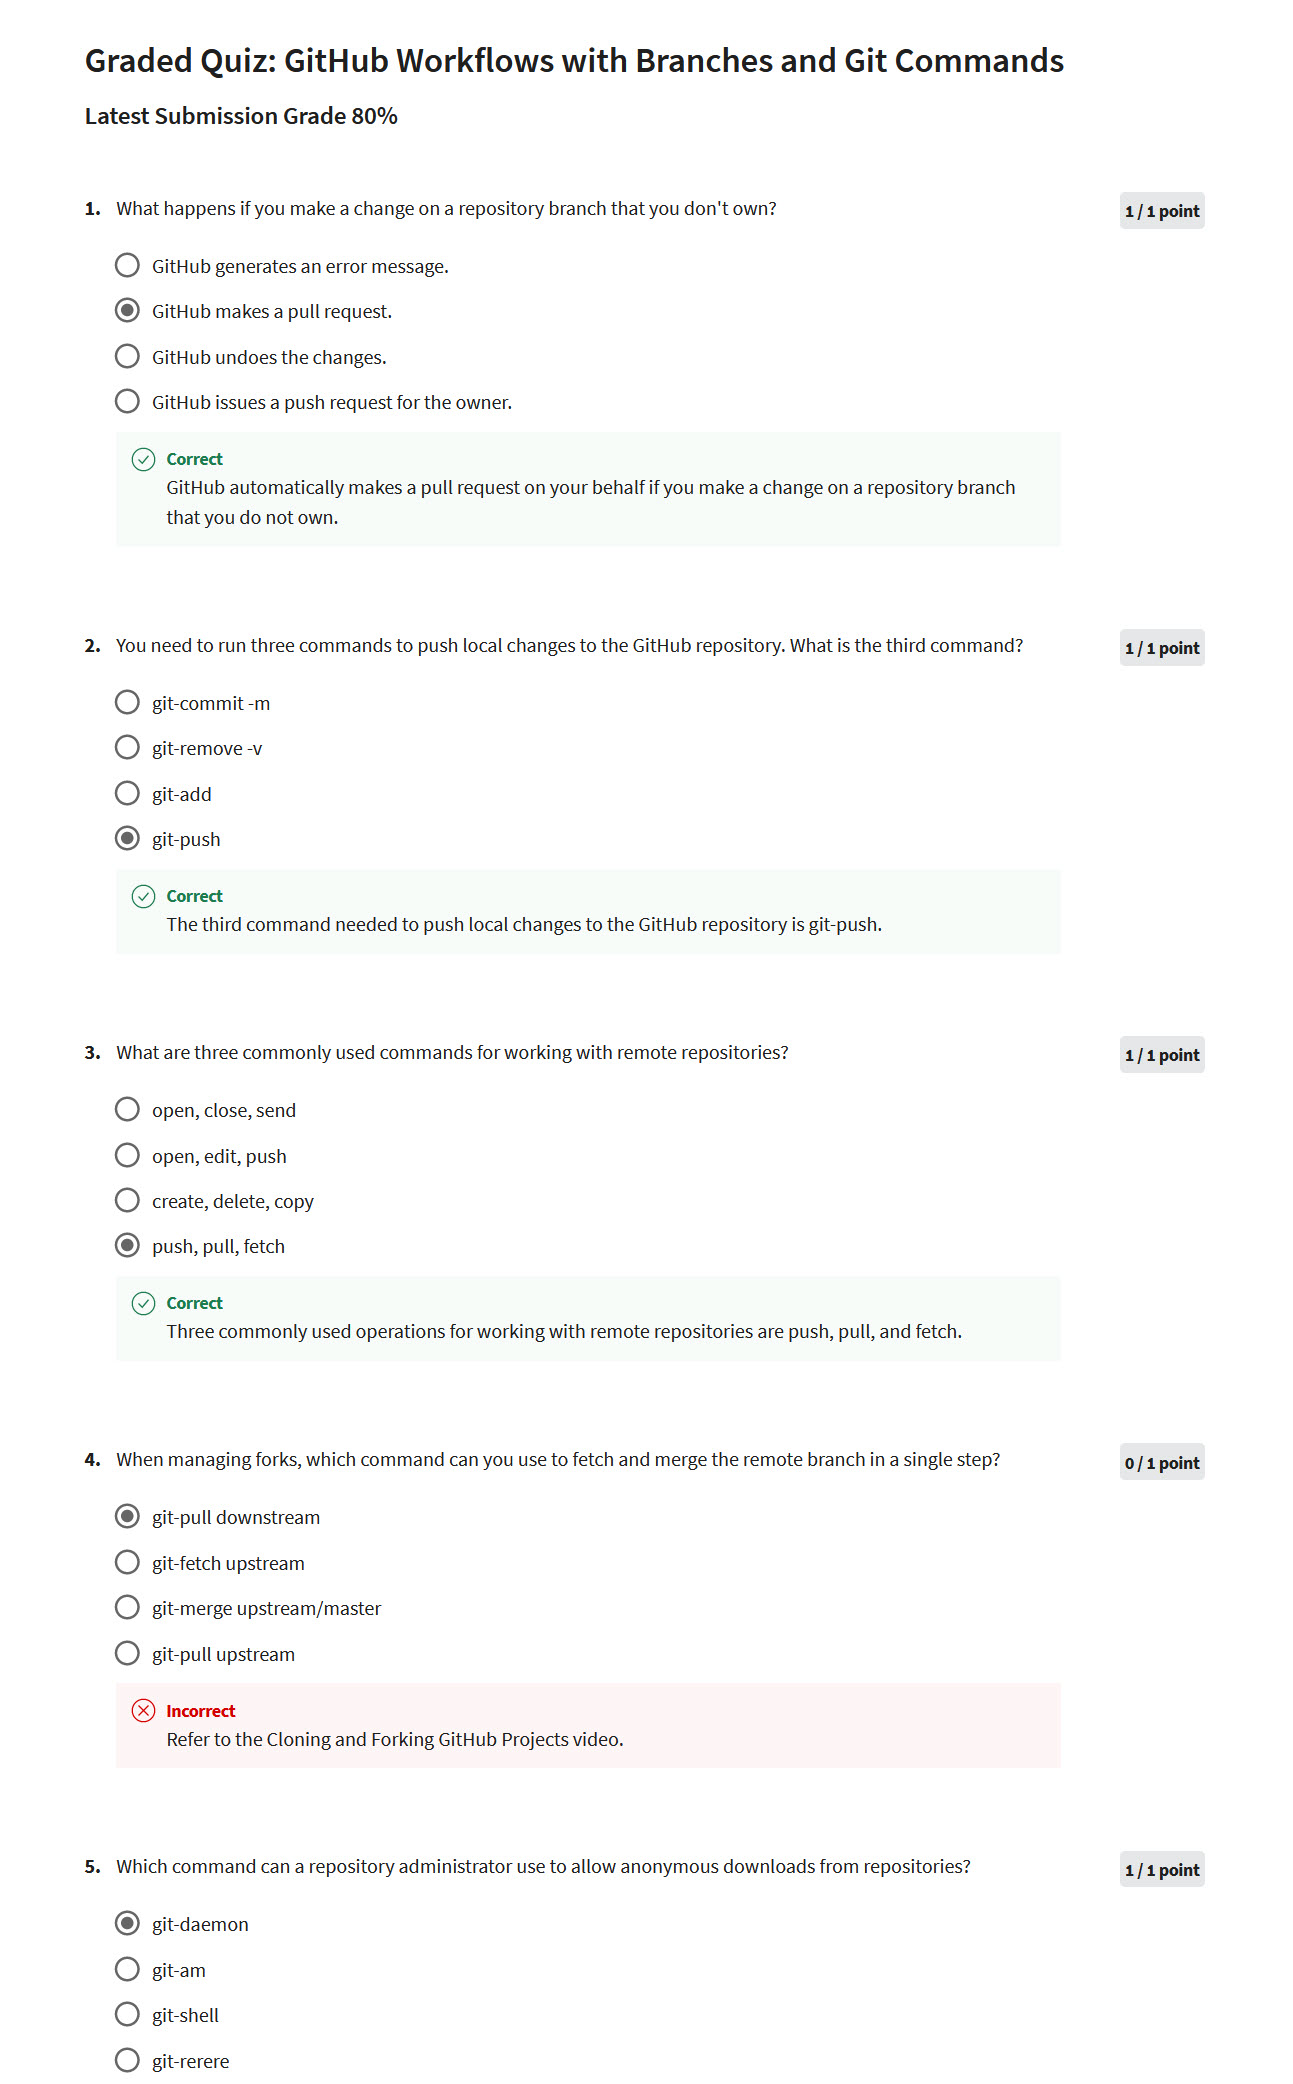 Graded Quiz: GitHub Workflows with Branches and Git Commands
Latest Submission Grade 80%
1. What happens if you make a change on a repository branch that you don't own?
1 / 1 point
GitHub generates an error message.
GitHub makes a pull request.
GitHub undoes the changes.
GitHub issues a push request for the owner.
Correct
GitHub automatically makes a pull request on your behalf if you make a change on a repository branch
that you do not own.
2. You need to run three commands to push local changes to the GitHub repository. What is the third command?
1 / 1 point
git-commit -m
git-remove -v
git-add
git-push
Correct
The third command needed to push local changes to the GitHub repository is git-push.
3. What are three commonly used commands for working with remote repositories?
1 / 1 point
open, close, send
open, edit, push
create, delete, copy
push, pull, fetch
Correct
Three commonly used operations for working with remote repositories are push, pull, and fetch.
4. When managing forks, which command can you use to fetch and merge the remote branch in a single step?
0 / 1 point
git-pull downstream
git-fetch upstream
git-merge upstream/master
git-pull upstream
Incorrect
Refer to the Cloning and Forking GitHub Projects video.
5. Which command can a repository administrator use to allow anonymous downloads from repositories?
1 / 1 point
git-daemon
git-am
git-shell
git-rerere